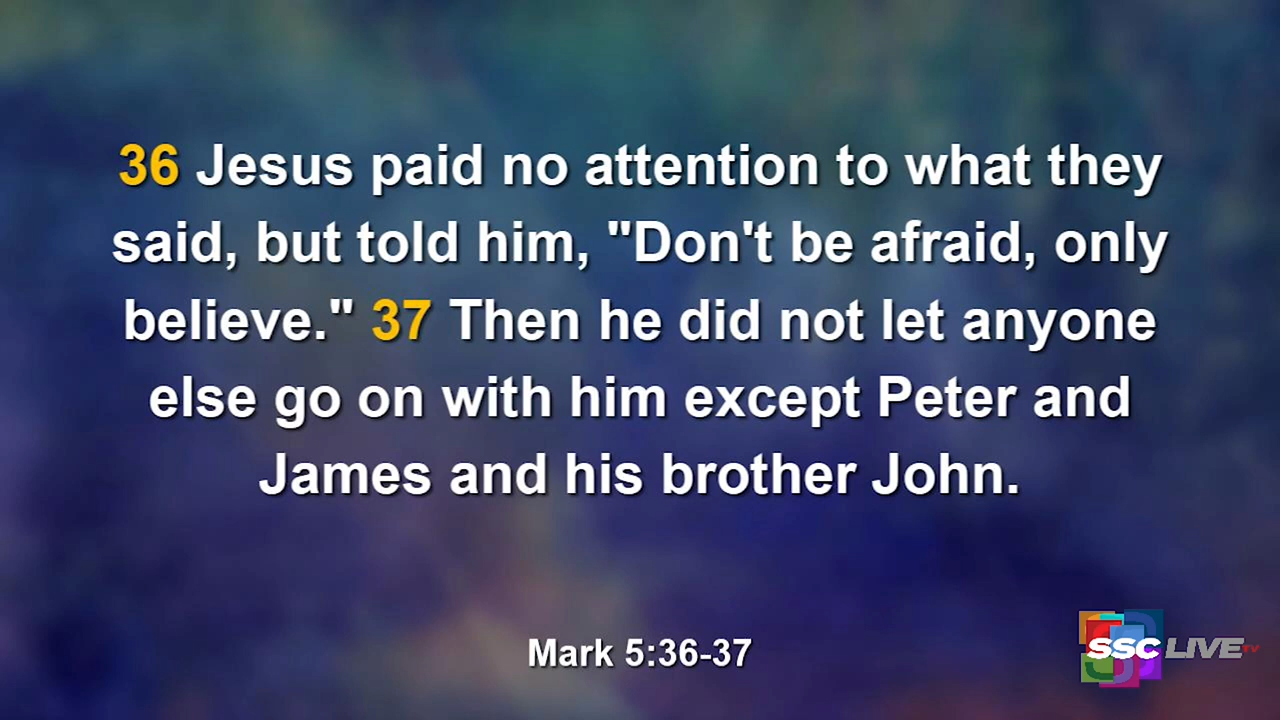 36 Jesus paid no attention to what they
said, but told him, "Don't be afraid, only
believe." 37 Then he did not let anyone
else go on with him except Peter and
James and his brother John.
Mark 5:36-37
SSC LIVE TV